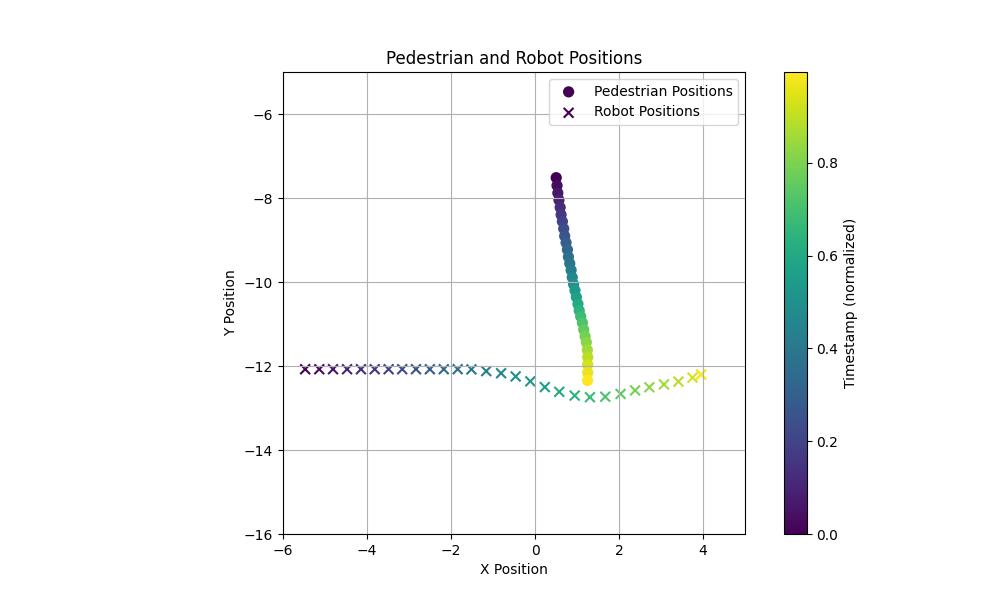 Pedestrian and Robot Positions
Pedestrian Positions
Robot Positions
−6
−8
−10
−12
−14
−16
Y Position
−6
−4
−2
0
2
4
X Position
0.8
0.6
0.4
0.2
0.0
Timestamp (normalized)